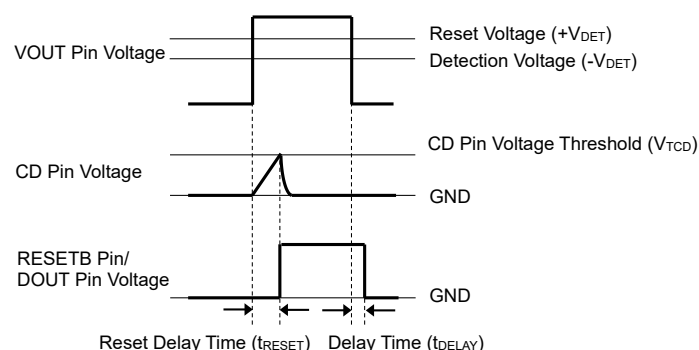 Reset Voltage (+VDET)
VOUT Pin Voltage
Detection Voltage (-VDET)
CD Pin Voltage Threshold (VTCD)
CD Pin Voltage
GND
RESETB Pin/
DOUT Pin Voltage
GND
Reset Delay Time (tRESET) Delay Time (tDELAY)